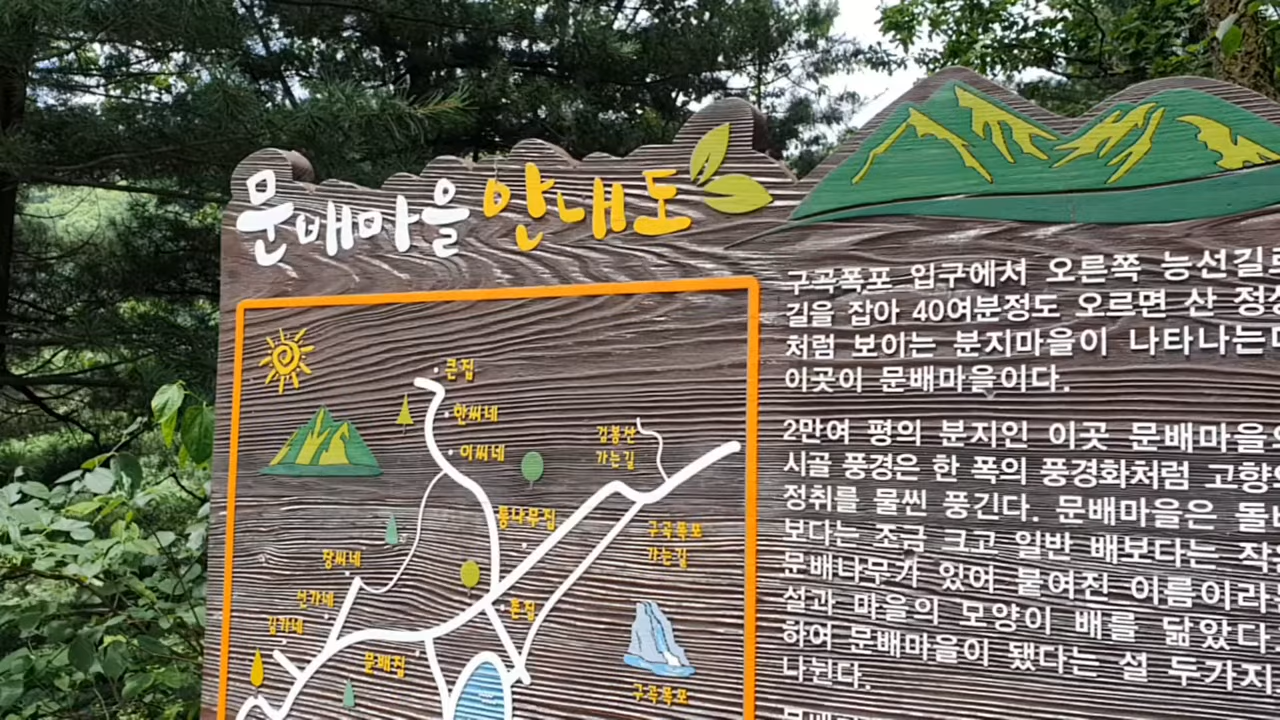 문배마을 안내도
큰집
한씨네
이씨네
검봉산
가는길
통나무집
구곡폭포
가는길
장씨네
신가네
김가네
촌집
문배집
구곡폭포
구곡폭포 입구에서 오른쪽 능선길로
길을 잡아 40여분정도 오르면 산 정상
처럼 보이는 분지마을이 나타나는데
이곳이 문배마을이다.
2만여 평의 분지인 이곳 문배마을의
시골 풍경은 한 폭의 풍경화처럼 고향의
정취를 물씬 풍긴다. 문배마을은 돌배
보다는 조금 크고 일반 배보다는 작은
문배나무가 있어 붙여진 이름이라는
설과 마을의 모양이 배를 닮았다
하여 문배마을이 됐다는 설 두가지
나뉜다.